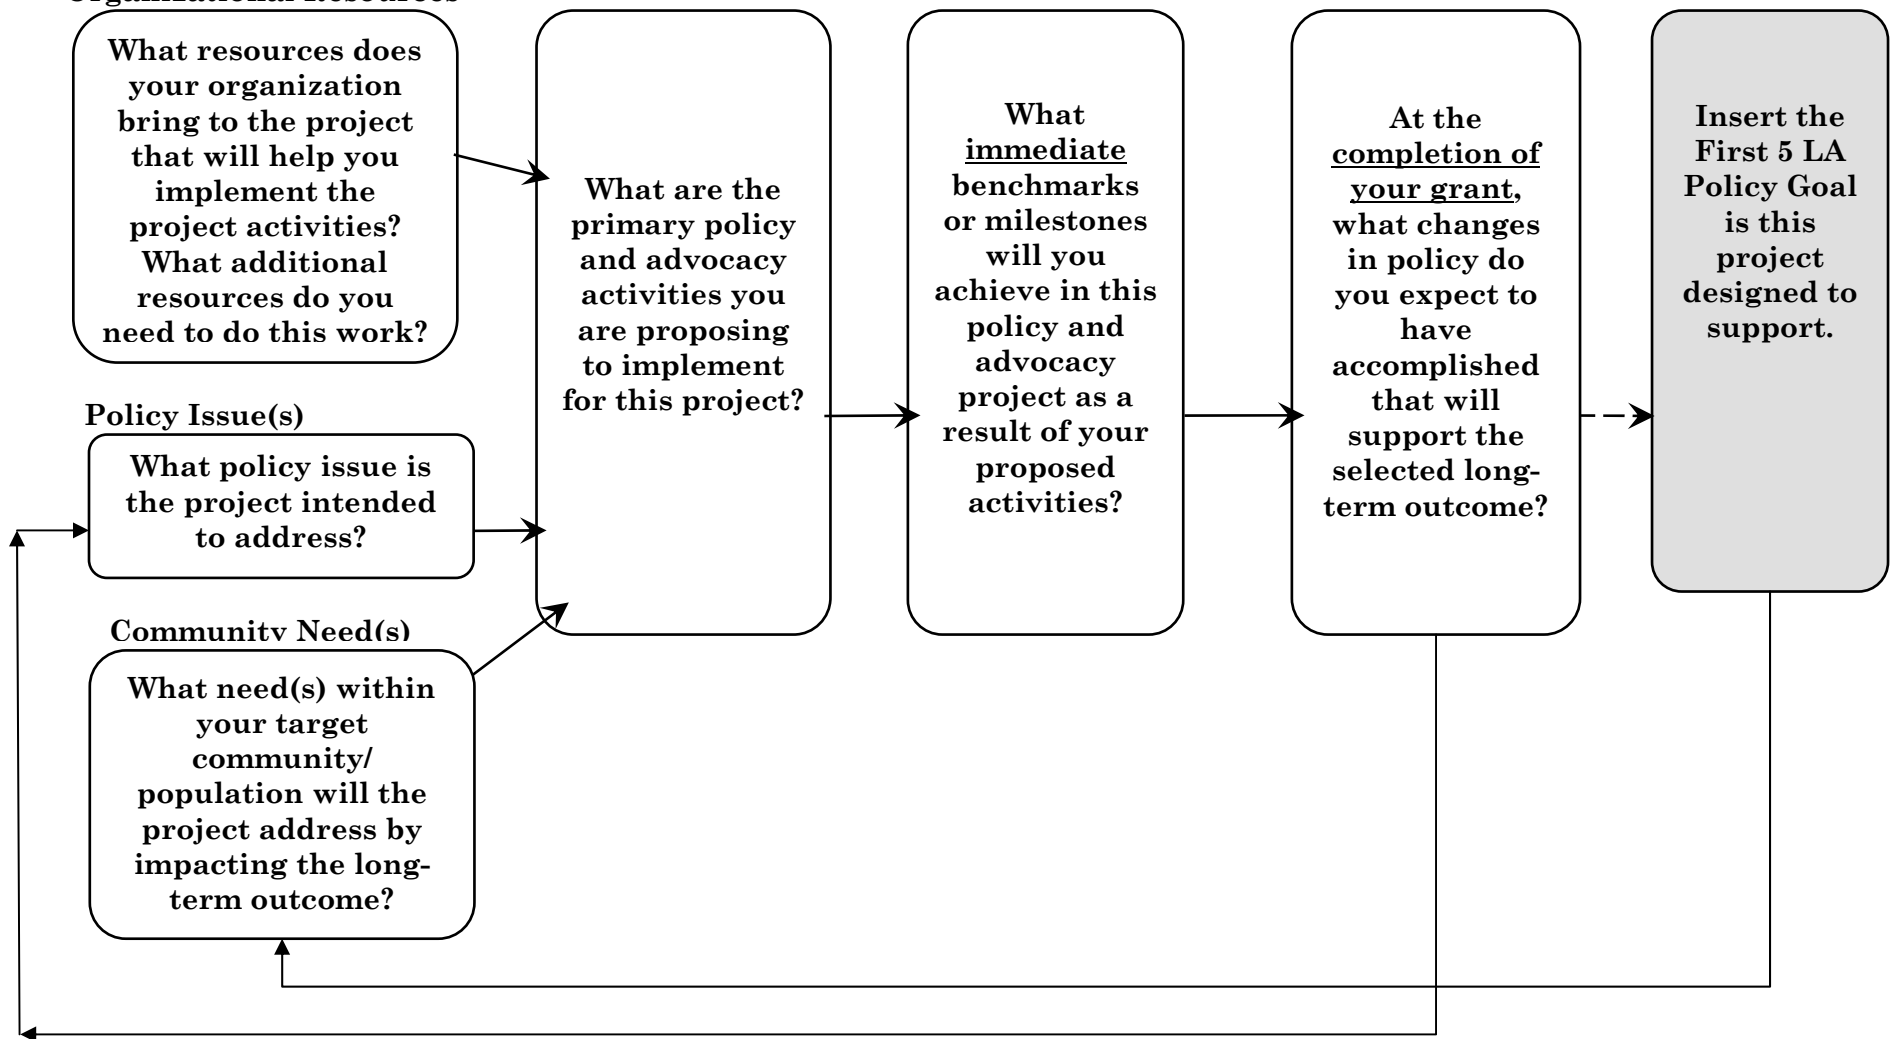 Organizational Resources
What resources does
your organization
bring to the project
that will help you
implement the
project activities?
What additional
resources do you
need to do this work?
Policy Issue(s)
What policy issue is
the project intended
to address?
Community Need(s)
What need(s) within
your target
community/
population will the
project address by
impacting the long-
term outcome?
What are the
primary policy
and advocacy
activities you
are proposing
to implement
for this project?
What
immediate
benchmarks
or milestones
will you
achieve in this
policy and
advocacy
project as a
result of your
proposed
activities?
At the
completion of
your grant,
what changes
in policy do
you expect to
have
accomplished
that will
support the
selected long-
term outcome?
Insert the
First 5 LA
Policy Goal
is this
project
designed to
support.